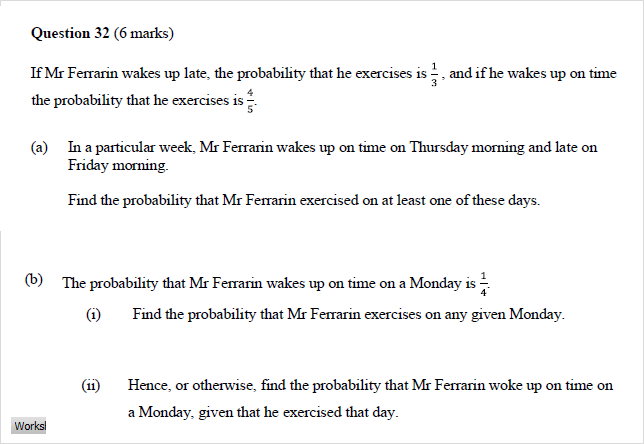 Question 32 (6 marks)
If Mr Ferrarin wakes up late, the probability that he exercises is 1/3, and if he wakes up on time
the probability that he exercises is 4/5.
(a) In a particular week, Mr Ferrarin wakes up on time on Thursday morning and late on
Friday morning.
Find the probability that Mr Ferrarin exercised on at least one of these days.
(b) The probability that Mr Ferrarin wakes up on time on a Monday is 1/4.
(i) Find the probability that Mr Ferrarin exercises on any given Monday.
(ii) Hence, or otherwise, find the probability that Mr Ferrarin woke up on time on
a Monday, given that he exercised that day.
Works